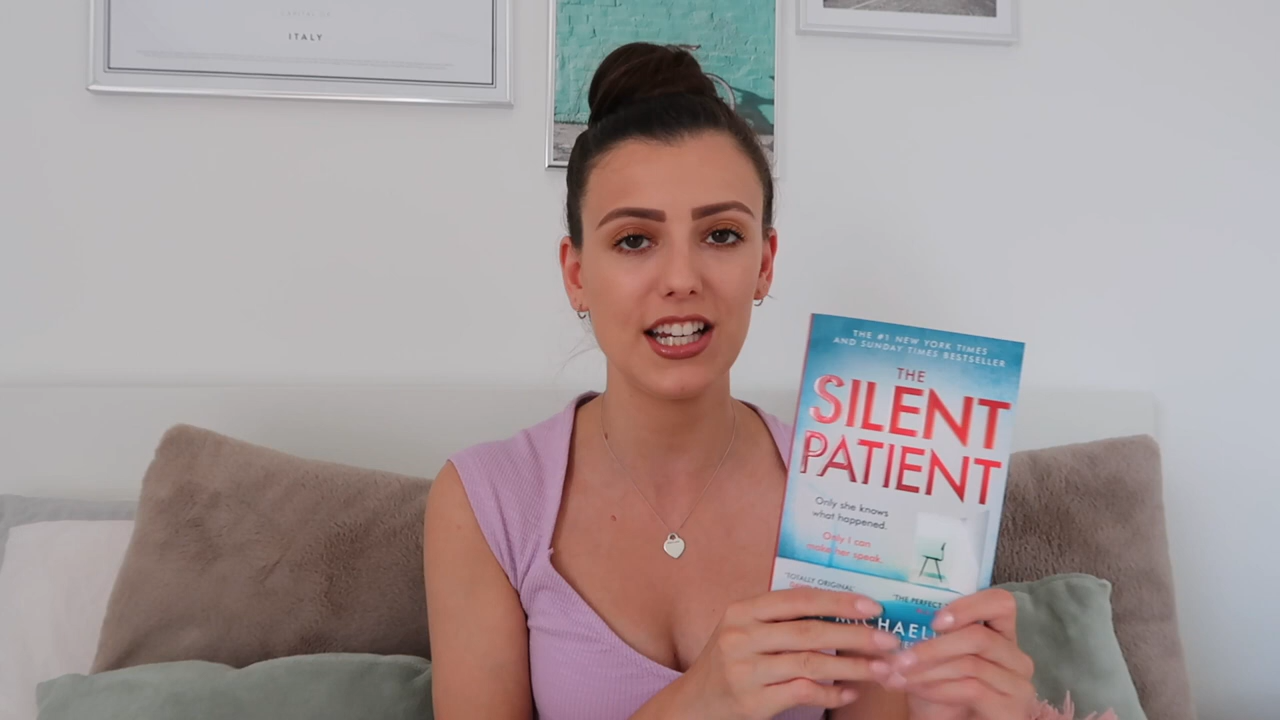 ITALY
THE #1 NEW YORK TIMES
AND SUNDAY TIMES BESTSELLER
THE
SILENT
PATIENT
Only she knows
what happened.
Only I can
make her speak.
'TOTALLY ORIGINAL'
'THE PERFECT
MICHAEL